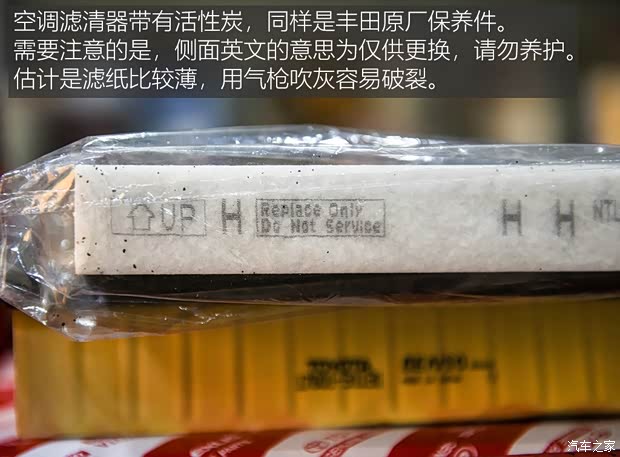 空调滤清器带有活性炭，同样是丰田原厂保养件。
需要注意的是，侧面英文的意思为仅供更换，请勿养护。
估计是滤纸比较薄，用气枪吹灰容易破裂。
UP H Replace Only
Do Not Service
H H NTL
TOYOTA
汽车之家